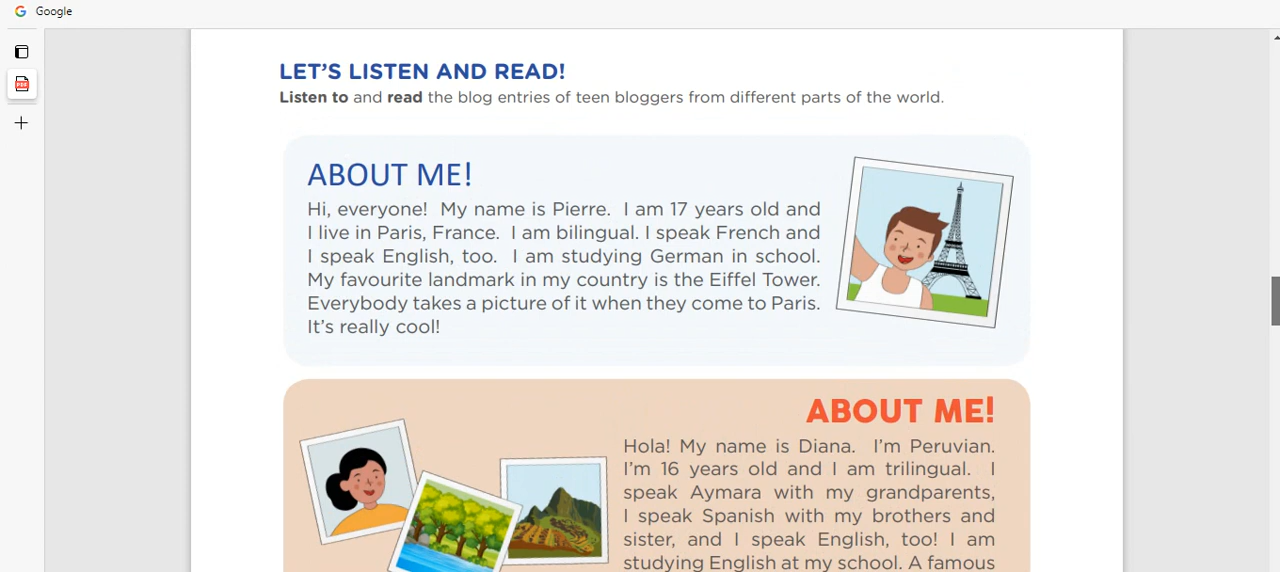 Google
LET'S LISTEN AND READ!
Listen to and read the blog entries of teen bloggers from different parts of the world.
ABOUT ME!
Hi, everyone! My name is Pierre. I am 17 years old and
I live in Paris, France. I am bilingual. I speak French and
I speak English, too. I am studying German in school.
My favourite landmark in my country is the Eiffel Tower.
Everybody takes a picture of it when they come to Paris.
It's really cool!
ABOUT ME!
Hola! My name is Diana. I'm Peruvian.
I'm 16 years old and I am trilingual. I
speak Aymara with my grandparents,
I speak Spanish with my brothers and
sister, and I speak English, too! I am
studying English at my school. A famous